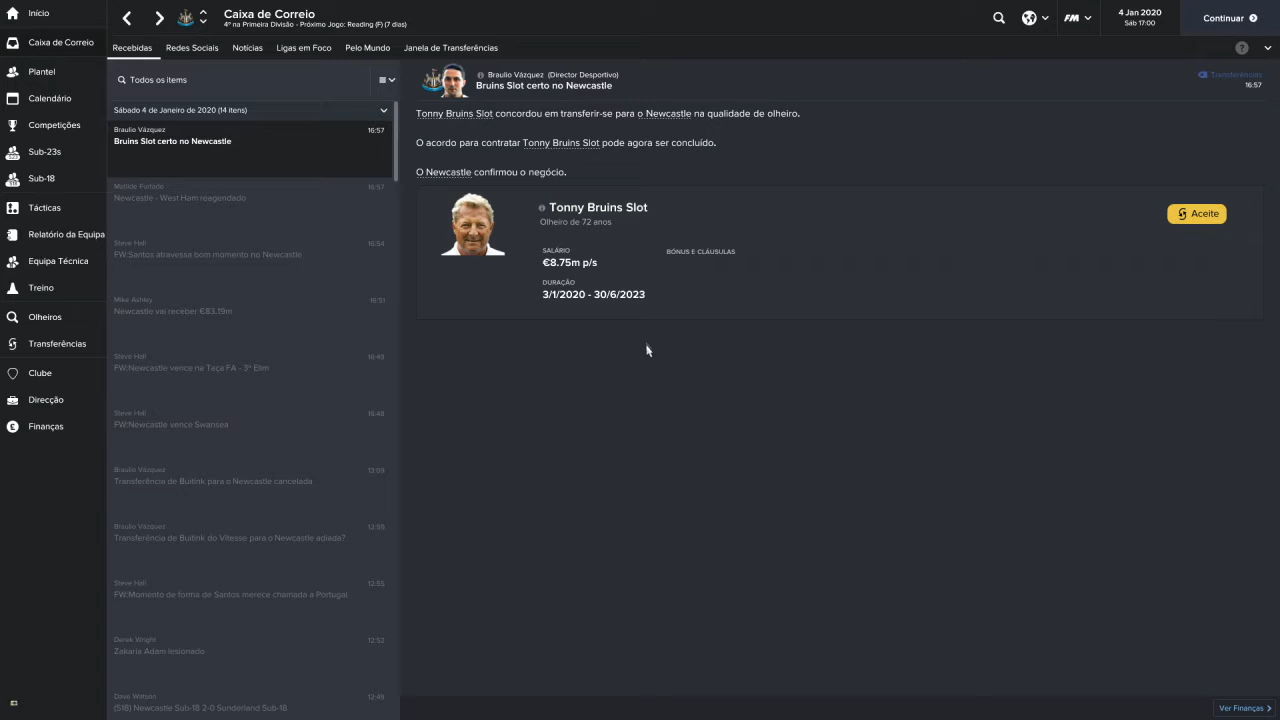 Início
Caixa de Correio
Plantel
Calendário
Competições
Sub-23s
Sub-18
Tácticas
Relatório da Equipa
Equipa Técnica
Treino
Olheiros
Transferências
Clube
Direcção
Finanças
Caixa de Correio
4º na Primeira Divisão - Próximo Jogo: Reading (F) (7 dias)
FM
4 Jan 2020
Sáb 17:00
Continuar
Recebidas Redes Sociais Notícias Ligas em Foco Pelo Mundo Janela de Transferências
Todos os items
Sábado 4 de Janeiro de 2020 (14 itens)
Braulio Vázquez 16:57
Bruins Slot certo no Newcastle
Matilde Furtado 16:57
Newcastle - West Ham reagendado
Steve Hall 16:54
FW:Santos atravessa bom momento no Newcastle
Mike Ashley 16:51
Newcastle vai receber €83.19m
Steve Hall 16:49
FW:Newcastle vence na Taça FA - 3ª Elim
Steve Hall 16:48
FW:Newcastle vence Swansea
Braulio Vázquez
Transferência de Buitink para o Newcastle cancelada
Braulio Vázquez
Transferência de Buitink do Vitesse para o Newcastle adiada?
Steve Hall 12:55
FW:Momento de forma de Santos merece chamada a Portugal
Derek Wright 12:52
Zakaria Adam lesionado
Dave Watson 12:49
(S18) Newcastle Sub-18 2-0 Sunderland Sub-18
Braulio Vázquez (Director Desportivo)
Bruins Slot certo no Newcastle
Transferências
16:57
Tonny Bruins Slot concordou em transferir-se para o Newcastle na qualidade de olheiro.
O acordo para contratar Tonny Bruins Slot pode agora ser concluído.
O Newcastle confirmou o negócio.
Tonny Bruins Slot
Olheiro de 72 anos
Aceite
SALÁRIO
€8.75m p/s
BÓNUS E CLÁUSULAS
DURAÇÃO
3/1/2020 - 30/6/2023
Ver Finanças